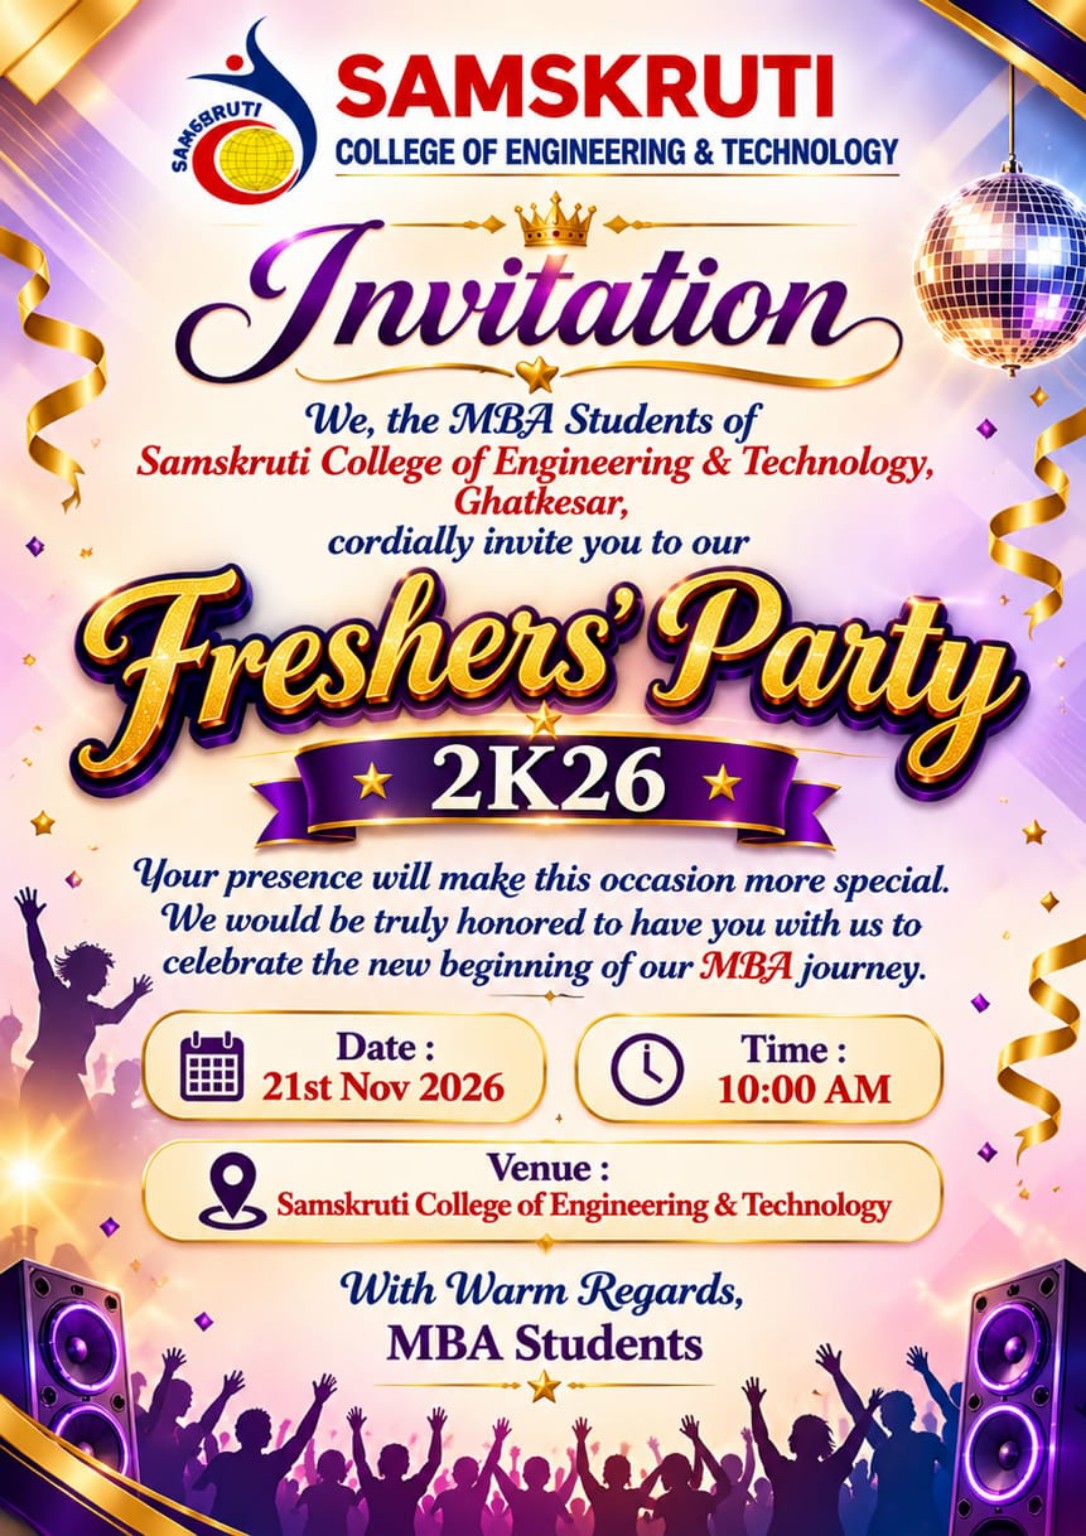 SAMSKRUTI
SAMSKRUTI
COLLEGE OF ENGINEERING & TECHNOLOGY
Invitation
We, the MBA Students of
Samskruti College of Engineering & Technology,
Ghatkesar,
cordially invite you to our
Freshers' Party
2K26
Your presence will make this occasion more special.
We would be truly honored to have you with us to
celebrate the new beginning of our MBA journey.
Date :
21st Nov 2026
Time :
10:00 AM
Venue :
Samskruti College of Engineering & Technology
With Warm Regards,
MBA Students